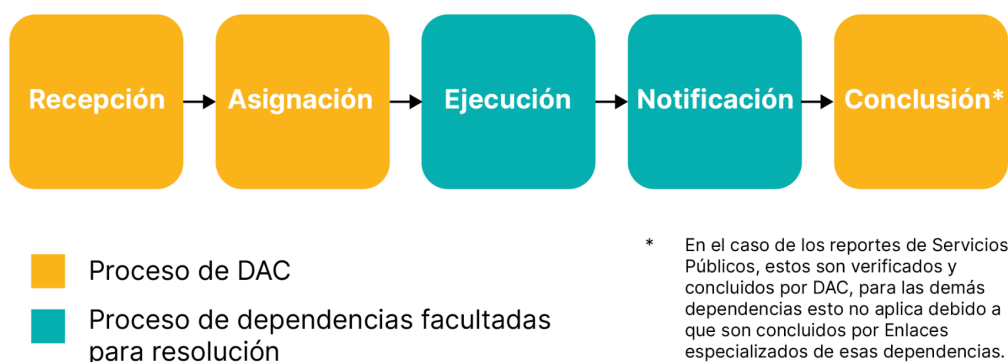 Recepción
Asignación
Ejecución
Notificación
Conclusión*
Proceso de DAC
Proceso de dependencias facultadas
para resolución
* En el caso de los reportes de Servicios
Públicos, estos son verificados y
concluidos por DAC, para las demás
dependencias esto no aplica debido a
que son concluidos por Enlaces
especializados de esas dependencias.